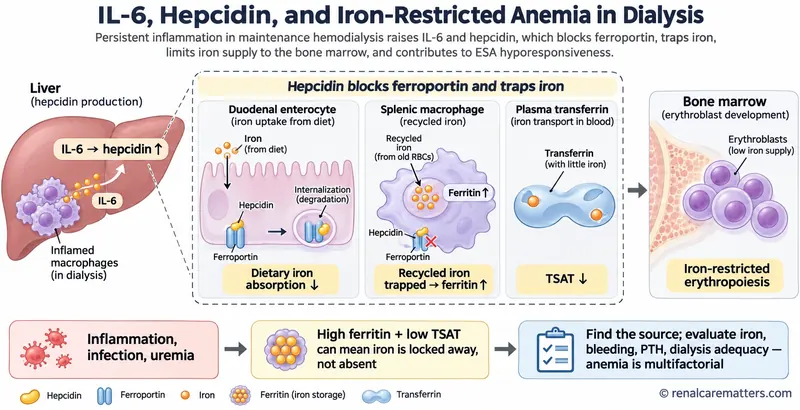 IL-6, Hepcidin, and Iron-Restricted Anemia in Dialysis
Persistent inflammation in maintenance hemodialysis raises IL-6 and hepcidin, which blocks ferroportin, traps iron,
limits iron supply to the bone marrow, and contributes to ESA hyporesponsiveness.
Liver
(hepcidin production)
IL-6 → hepcidin ↑
IL-6
Inflamed
macrophages
(in dialysis)
Hepcidin blocks ferroportin and traps iron
Duodenal enterocyte
(iron uptake from diet)
Iron
(from diet)
Internalization
(degradation)
Hepcidin
Ferroportin
Dietary iron
absorption ↓
Splenic macrophage
(recycled iron)
Recycled
iron
(from old RBCs)
Ferritin ↑
Hepcidin
Ferroportin
Recycled iron
trapped → ferritin ↑
Plasma transferrin
(iron transport in blood)
Transferrin
(with little iron)
TSAT ↓
Bone marrow
(erythroblast development)
Erythroblasts
(low iron supply)
Iron-restricted
erythropoiesis
Inflammation,
infection, uremia
High ferritin + low TSAT
can mean iron is locked away,
not absent
Find the source; evaluate iron,
bleeding, PTH, dialysis adequacy —
anemia is multifactorial
Hepcidin
Ferroportin
Iron
Ferritin (iron storage)
Transferrin
© renalcarematters.com